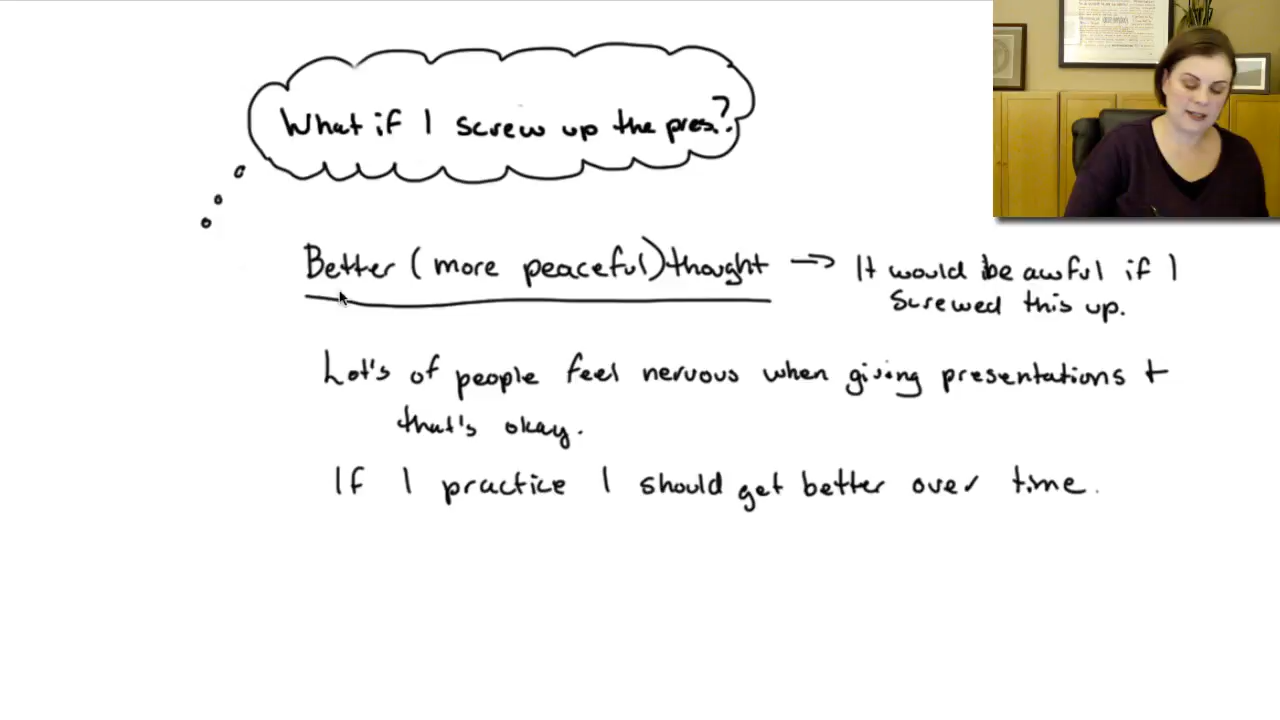 What if I screw up the pres.?
Better (more peaceful) thought → It would be awful if I
screwed this up.
Lot's of people feel nervous when giving presentations +
that's okay.
If I practice I should get better over time.